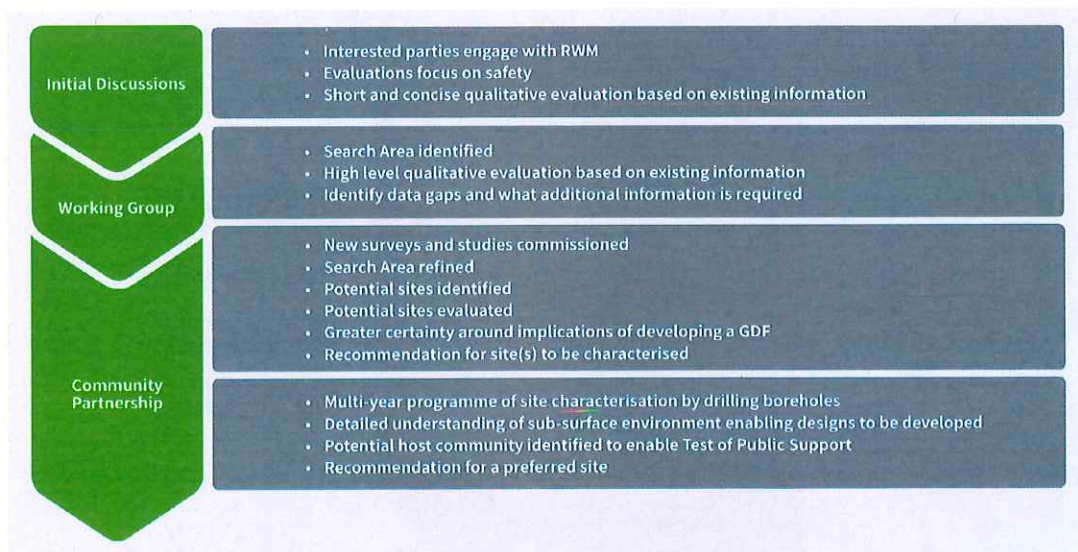 Initial Discussions
• Interested parties engage with RWM
• Evaluations focus on safety
• Short and concise qualitative evaluation based on existing information
Working Group
• Search Area identified
• High level qualitative evaluation based on existing information
• Identify data gaps and what additional information is required
• New surveys and studies commissioned
• Search Area refined
• Potential sites identified
• Potential sites evaluated
• Greater certainty around implications of developing a GDF
• Recommendation for site(s) to be characterised
Community
Partnership
• Multi-year programme of site characterisation by drilling boreholes
• Detailed understanding of sub-surface environment enabling designs to be developed
• Potential host community identified to enable Test of Public Support
• Recommendation for a preferred site